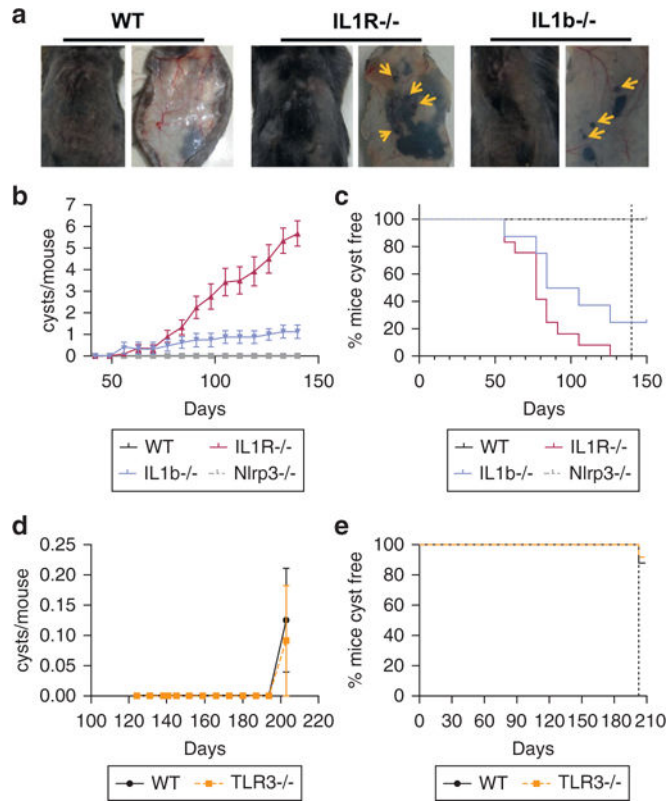 a
WT IL1R-/- IL1b-/-
b
cysts/mouse
6
5
4
3
2
1
0
50 100 150
Days
WT IL1R-/-
IL1b-/- Nlrp3-/-
c
% mice cyst free
100
80
60
40
20
0
0 50 100 150
Days
WT IL1R-/-
IL1b-/- Nlrp3-/-
d
cysts/mouse
0.25
0.20
0.15
0.10
0.05
0.00
100 120 140 160 180 200 220
Days
WT TLR3-/-
e
% mice cyst free
100
80
60
40
20
0
0 30 60 90 120 150 180 210
Days
WT TLR3-/-